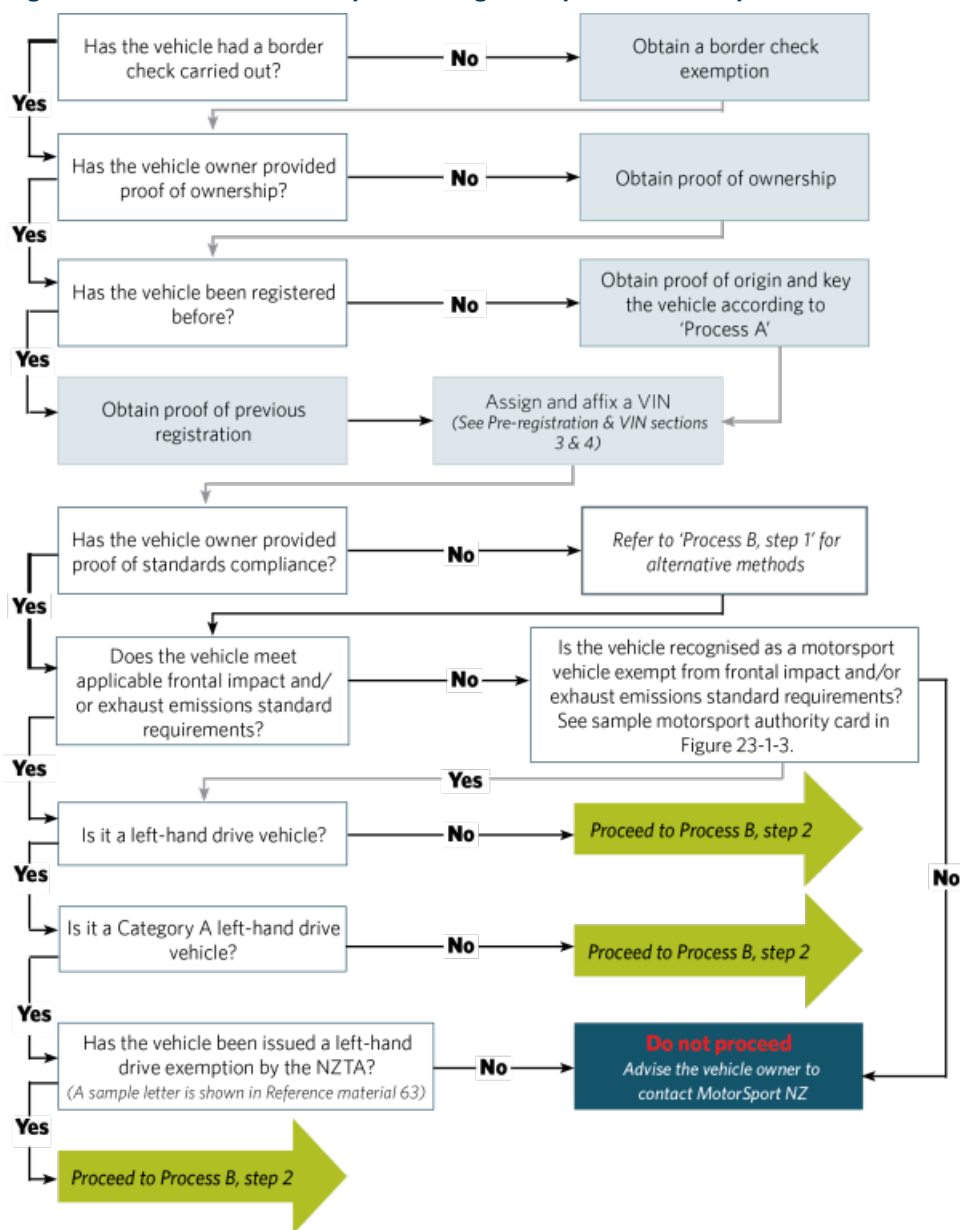 Has the vehicle had a border
check carried out?
No
Obtain a border check
exemption
Yes
Has the vehicle owner provided
proof of ownership?
No
Obtain proof of ownership
Yes
Has the vehicle been registered
before?
No
Obtain proof of origin and key
the vehicle according to
‘Process A’
Yes
Obtain proof of previous
registration
Assign and affix a VIN
(See Pre-registration & VIN sections
3 & 4)
Has the vehicle owner provided
proof of standards compliance?
No
Refer to ‘Process B, step 1’ for
alternative methods
Yes
Does the vehicle meet
applicable frontal impact and/
or exhaust emissions standard
requirements?
No
Is the vehicle recognised as a motorsport
vehicle exempt from frontal impact and/or
exhaust emissions standard requirements?
See sample motorsport authority card in
Figure 23-1-3.
Yes
Yes
Is it a left-hand drive vehicle?
No
Proceed to Process B, step 2
No
Yes
Is it a Category A left-hand drive
vehicle?
No
Proceed to Process B, step 2
Yes
Has the vehicle been issued a left-hand
drive exemption by the NZTA?
(A sample letter is shown in Reference material 63)
No
Do not proceed
Advise the vehicle owner to
contact MotorSport NZ
Yes
Proceed to Process B, step 2